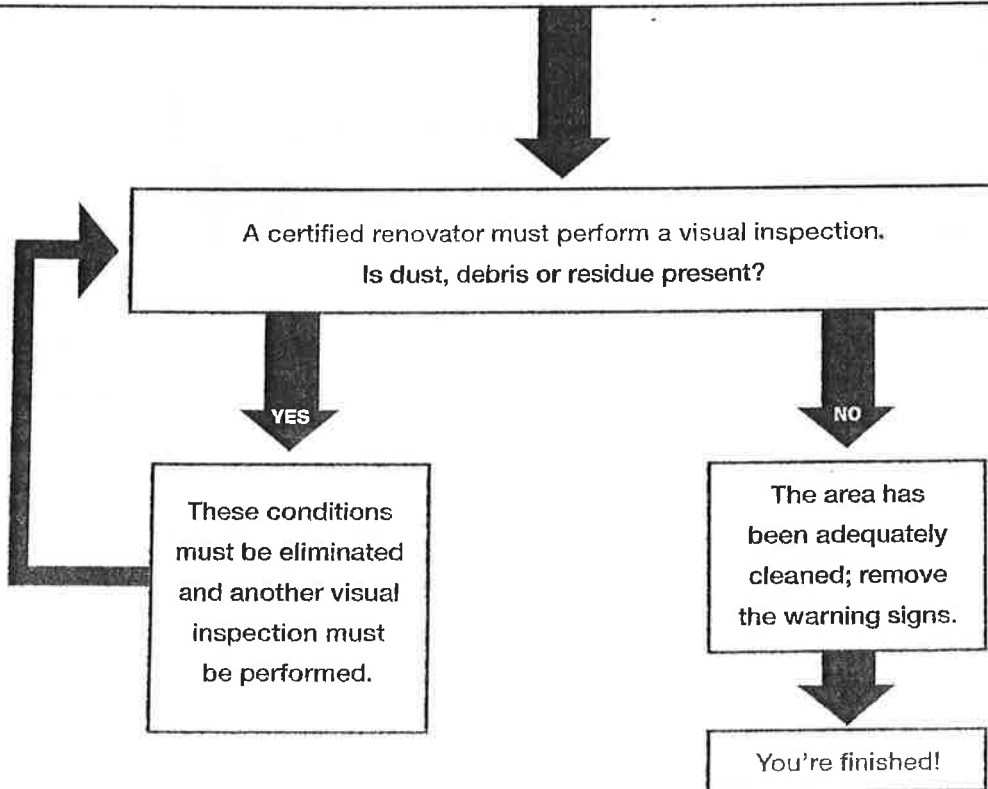 A certified renovator must perform a visual inspection.
Is dust, debris or residue present?
YES
NO
These conditions
must be eliminated
and another visual
inspection must
be performed.
The area has
been adequately
cleaned; remove
the warning signs.
You're finished!